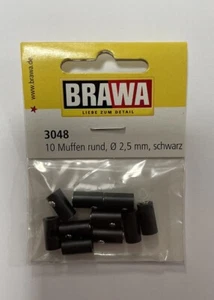 www.brawa.de
BRAWA
LIEBE ZUM DETAIL
3048
10 Muffen rund, Ø 2,5 mm, schwarz